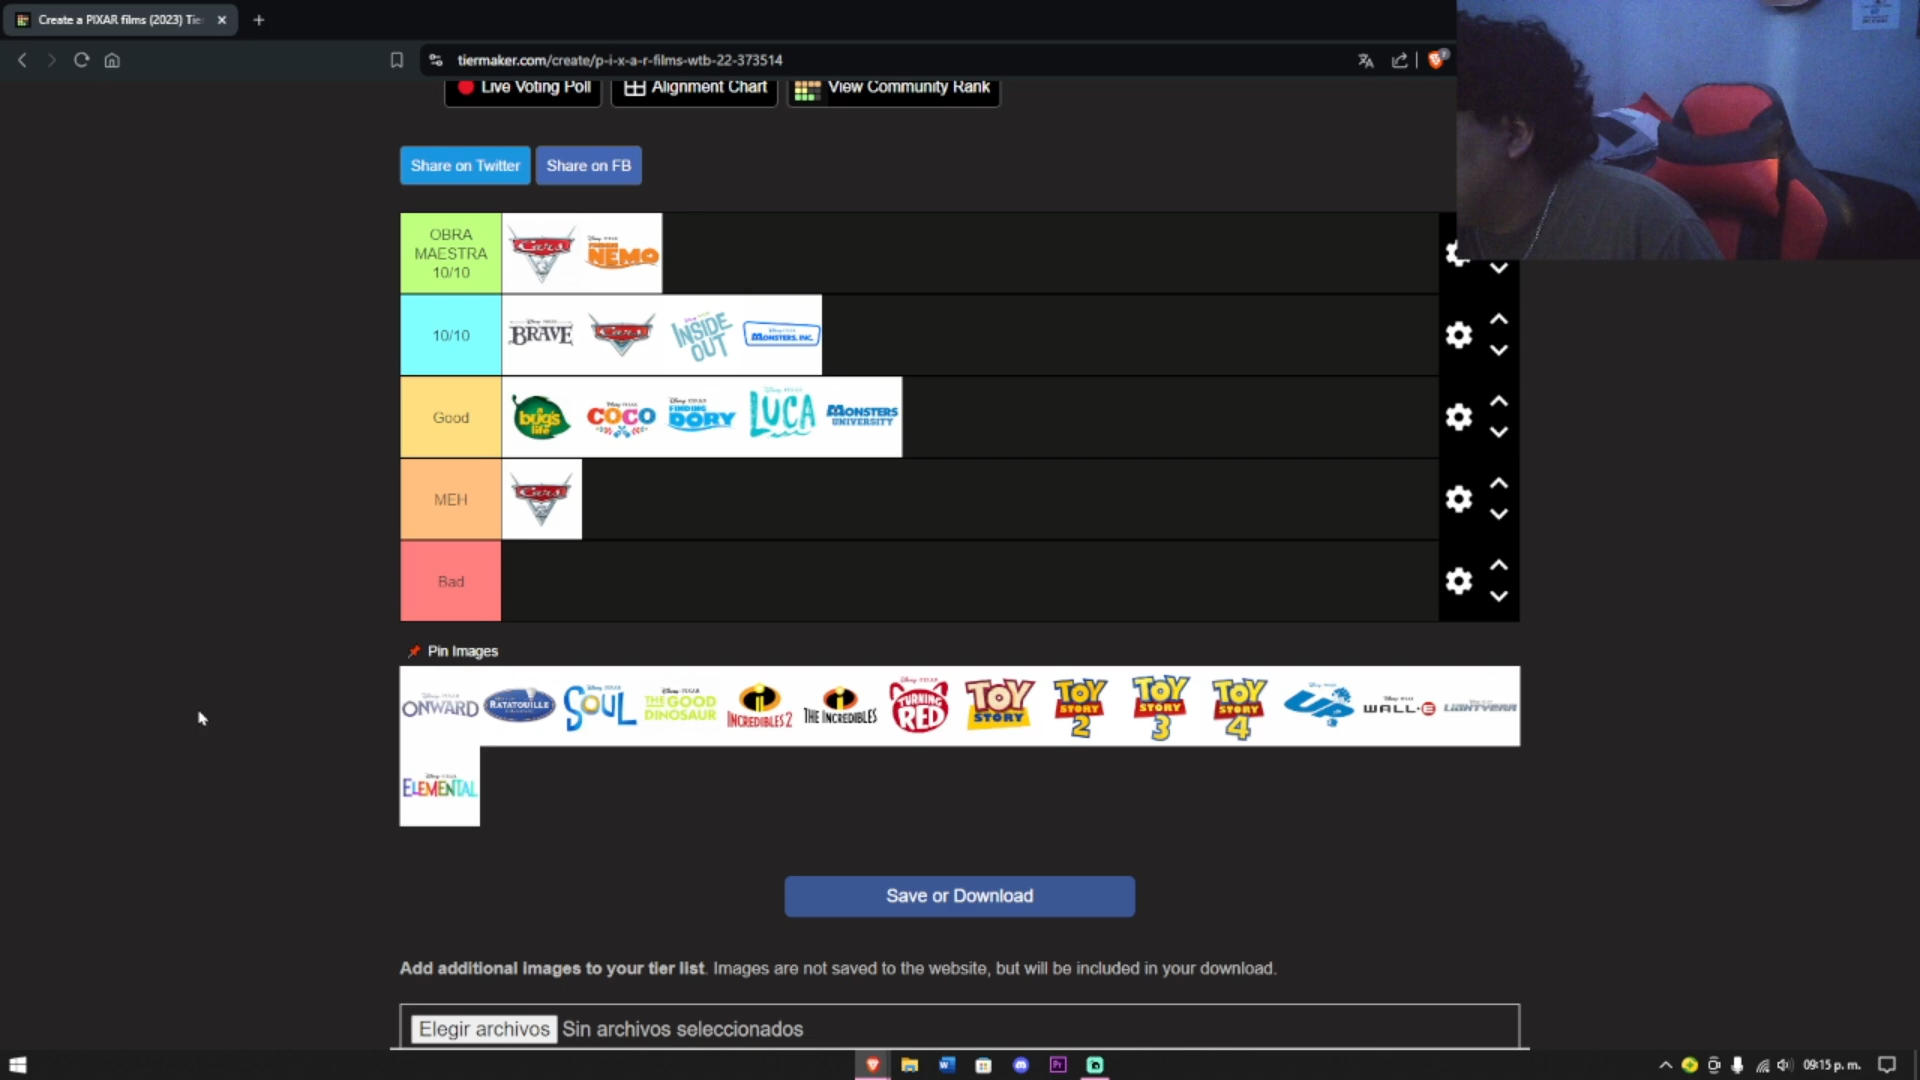 Create a PIXAR films (2023) Tie
tiermaker.com/create/p-i-x-a-r-films-wtb-22-373514
Live Voting Poll
Alignment Chart
View Community Rank
Share on Twitter
Share on FB
OBRA
MAESTRA
10/10
Cars
3
FINDING
NEMO
10/10
BRAVE
Cars
INSIDE
OUT
MONSTERS, INC.
Good
a bug's
life
COCO
FINDING
DORY
LUCA
MONSTERS
UNIVERSITY
MEH
Cars
2
Bad
Pin Images
ONWARD
RATATOUILLE
SOUL
THE GOOD
DINOSAUR
INCREDIBLES 2
THE INCREDIBLES
TURNING
RED
TOY
STORY
TOY
STORY
2
TOY
STORY
3
TOY
STORY
4
UP
WALL•E
LIGHTYEAR
ELEMENTAL
Save or Download
Add additional images to your tier list. Images are not saved to the website, but will be included in your download.
Elegir archivos Sin archivos seleccionados
09:15 p. m.